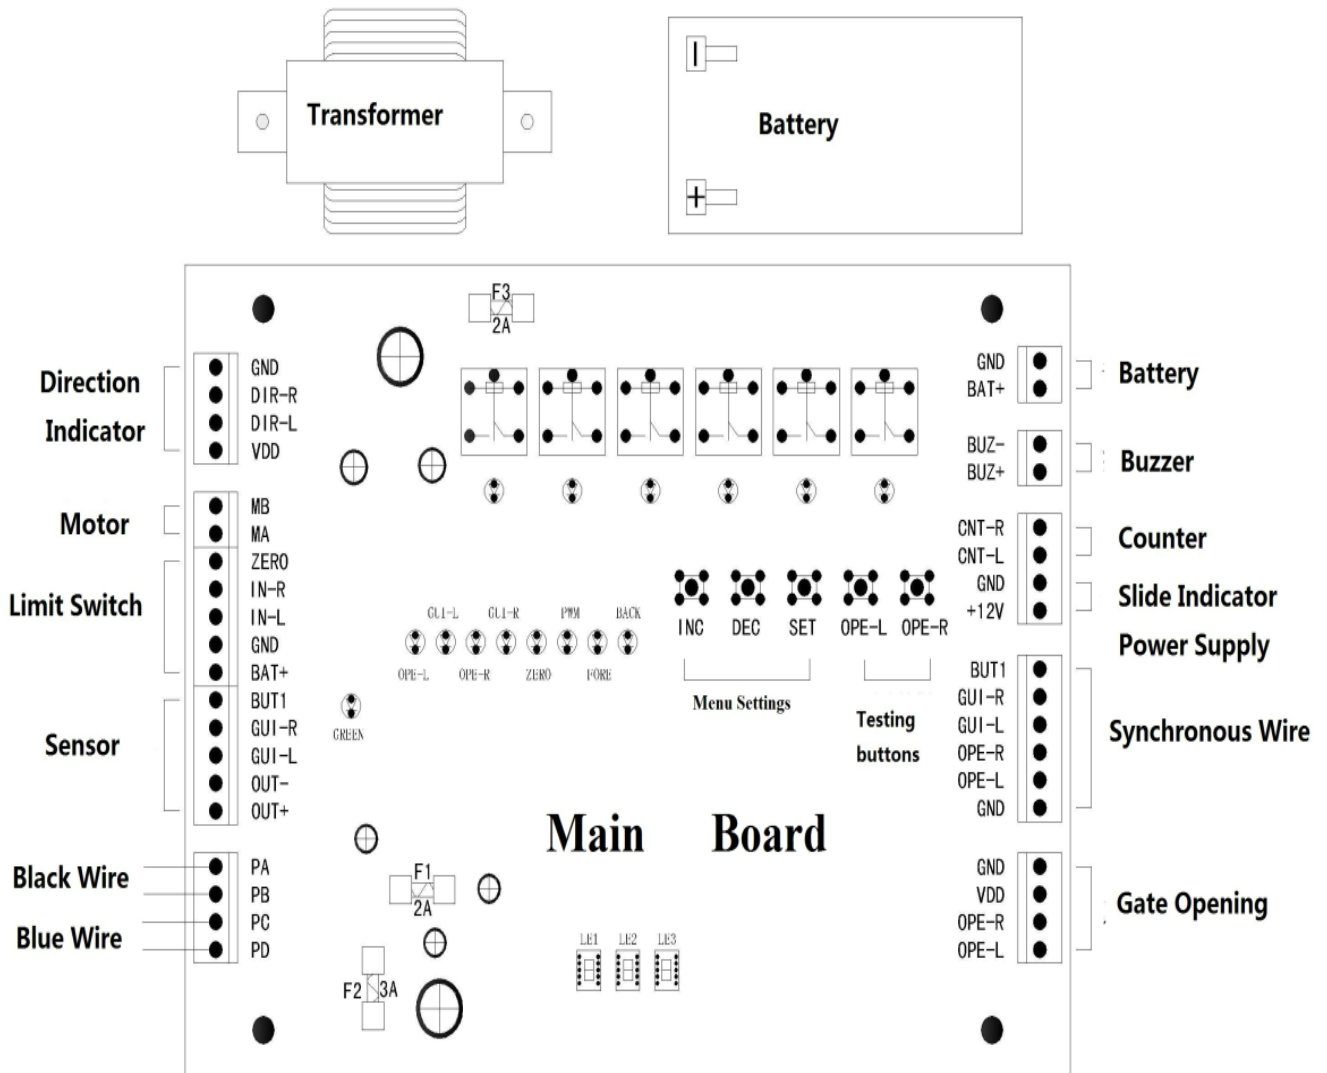 Transformer
Battery
F3
2A
Direction
Indicator
GND
DIR-R
DIR-L
VDD
Motor
MB
MA
Limit Switch
ZERO
IN-R
IN-L
GND
BAT+
Sensor
BUT1
GUI-R
GUI-L
OUT-
OUT+
Black Wire
Blue Wire
PA
PB
PC
PD
GUI-L GUI-R PWM BACK
OPE-L OPE-R ZERO FORE
GREEN
INC DEC SET OPE-L OPE-R
Menu Settings
Testing
buttons
Main Board
F1
2A
F2 3A
LE1 LE2 LE3
GND
BAT+
Battery
BUZ-
BUZ+
Buzzer
CNT-R
CNT-L
Counter
GND
+12V
Slide Indicator
Power Supply
BUT1
GUI-R
GUI-L
OPE-R
OPE-L
GND
Synchronous Wire
GND
VDD
OPE-R
OPE-L
Gate Opening